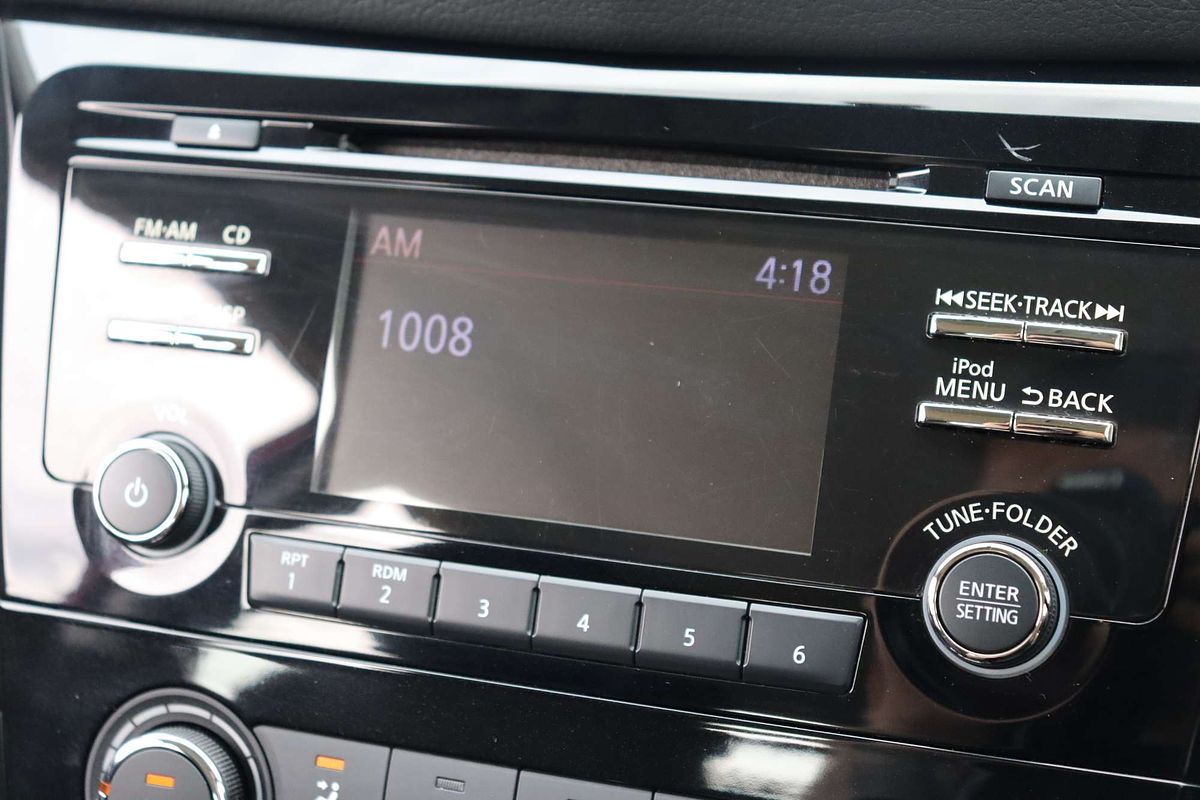 SCAN
FM·AM CD
AM
4:18
1008
SEEK·TRACK
iPod
MENU
BACK
VOL
TUNE·FOLDER
ENTER
SETTING
RPT
1
RDM
2
3
4
5
6